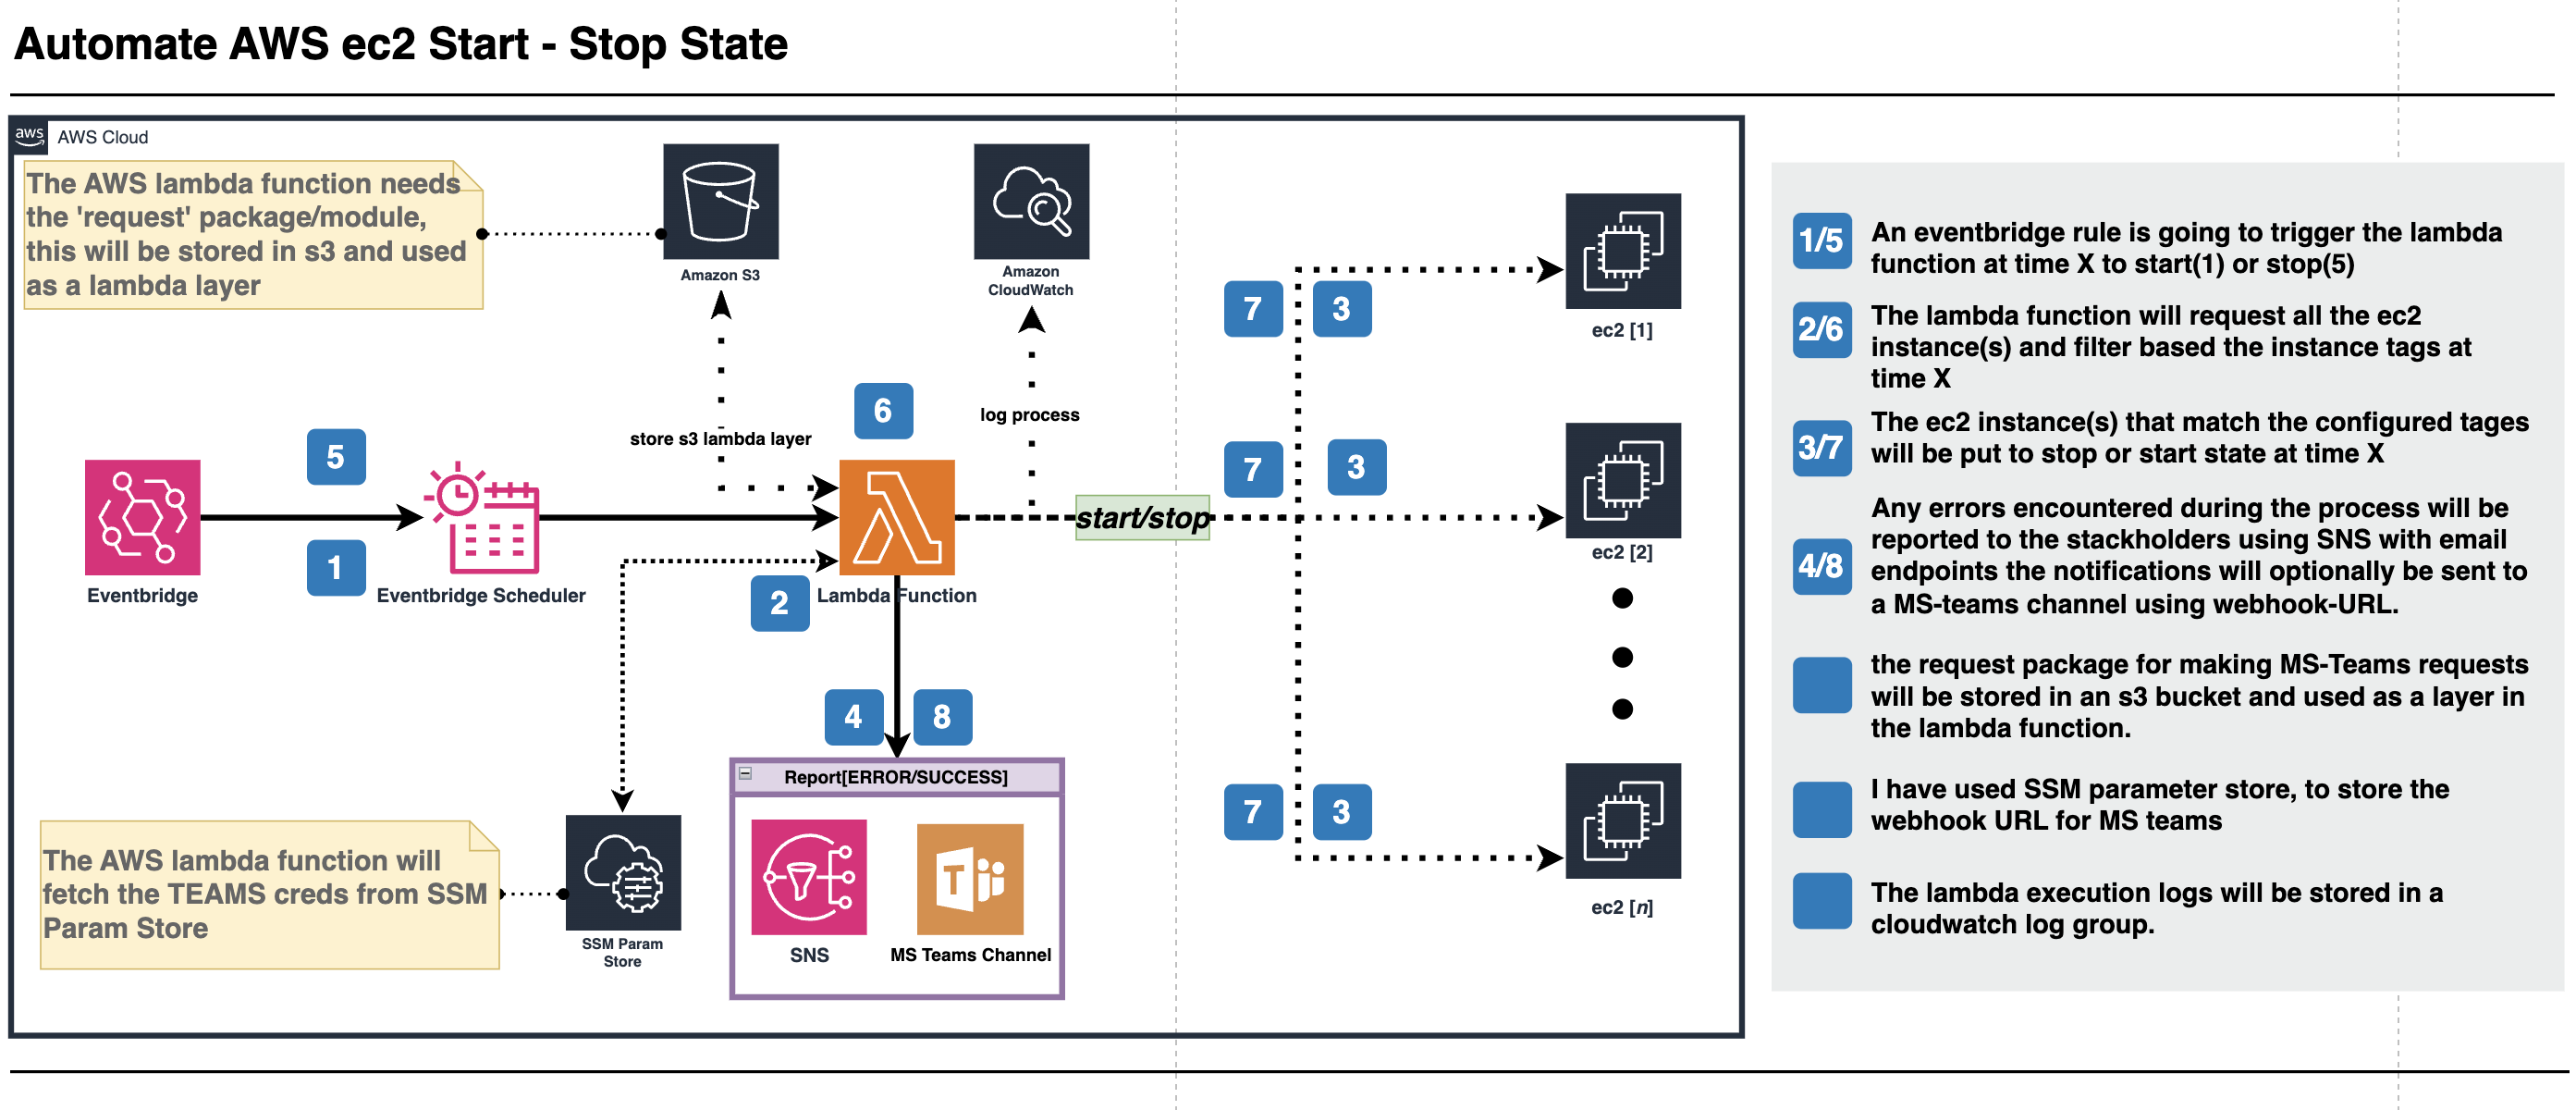 Automate AWS ec2 Start - Stop State
aws
AWS Cloud
The AWS lambda function needs
the 'request' package/module,
this will be stored in s3 and used
as a lambda layer
Amazon S3
Amazon
CloudWatch
store s3 lambda layer
log process
5
1
Eventbridge
Eventbridge Scheduler
6
2
Lambda Function
start/stop
7
3
ec2 [1]
7
3
ec2 [2]
7
3
ec2 [n]
4
8
Report[ERROR/SUCCESS]
SNS
T
MS Teams Channel
The AWS lambda function will
fetch the TEAMS creds from SSM
Param Store
SSM Param
Store
1/5
An eventbridge rule is going to trigger the lambda
function at time X to start(1) or stop(5)
2/6
The lambda function will request all the ec2
instance(s) and filter based the instance tags at
time X
3/7
The ec2 instance(s) that match the configured tages
will be put to stop or start state at time X
4/8
Any errors encountered during the process will be
reported to the stackholders using SNS with email
endpoints the notifications will optionally be sent to
a MS-teams channel using webhook-URL.
the request package for making MS-Teams requests
will be stored in an s3 bucket and used as a layer in
the lambda function.
I have used SSM parameter store, to store the
webhook URL for MS teams
The lambda execution logs will be stored in a
cloudwatch log group.